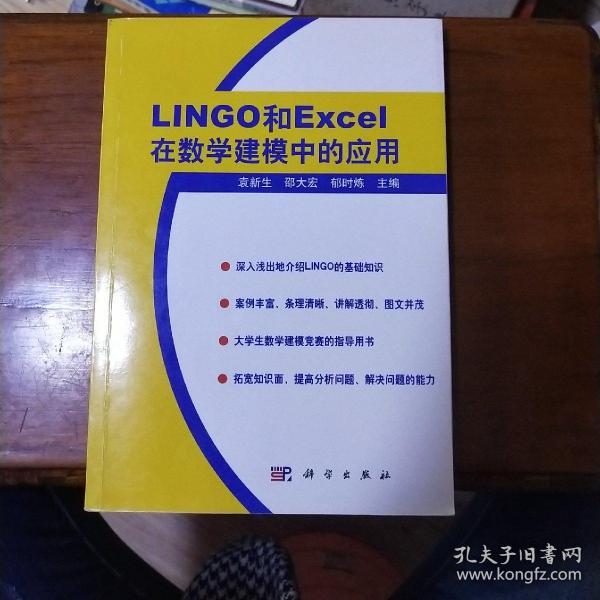 LINGO和Excel
在数学建模中的应用
袁新生 邵大宏 郁时炼 主编
● 深入浅出地介绍LINGO的基础知识
● 案例丰富、条理清晰、讲解透彻、图文并茂
● 大学生数学建模竞赛的指导用书
● 拓宽知识面、提高分析问题、解决问题的能力
SP 科学出版社
孔夫子旧書网
www.kongfz.com